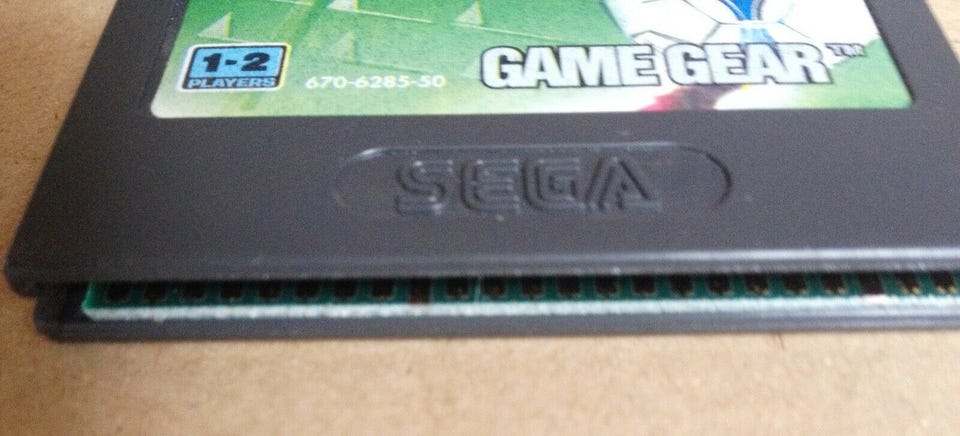 1-2
PLAYERS
670-6285-50
GAME GEAR™
SEGA